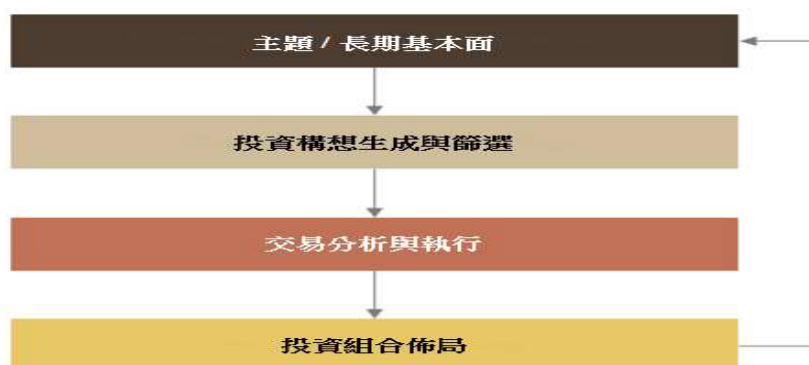 主題 / 長期基本面
投資構想生成與篩選
交易分析與執行
投資組合佈局